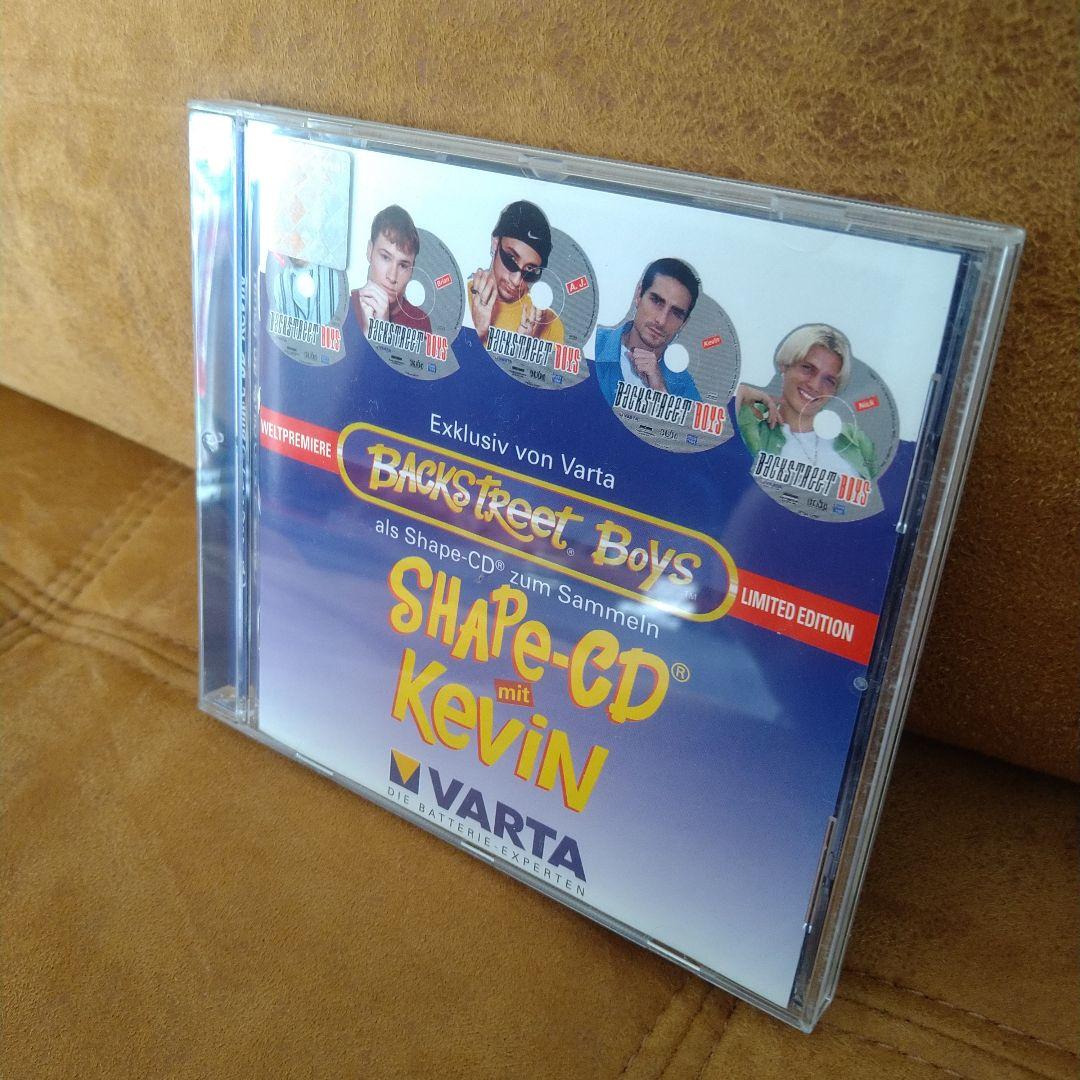 Brian
A. J.
Kevin
Nick
BACKSTREET BOYS
BACKSTREET BOYS
BACKSTREET BOYS
BACKSTREET BOYS
BACKSTREET BOYS
Exklusiv von Varta
WELTPREMIERE
BACKSTREET® BOYS™
LIMITED EDITION
als Shape-CD® zum Sammeln
SHAPE-CD®
mit
KEVIN
VARTA
DIE BATTERIE-EXPERTEN